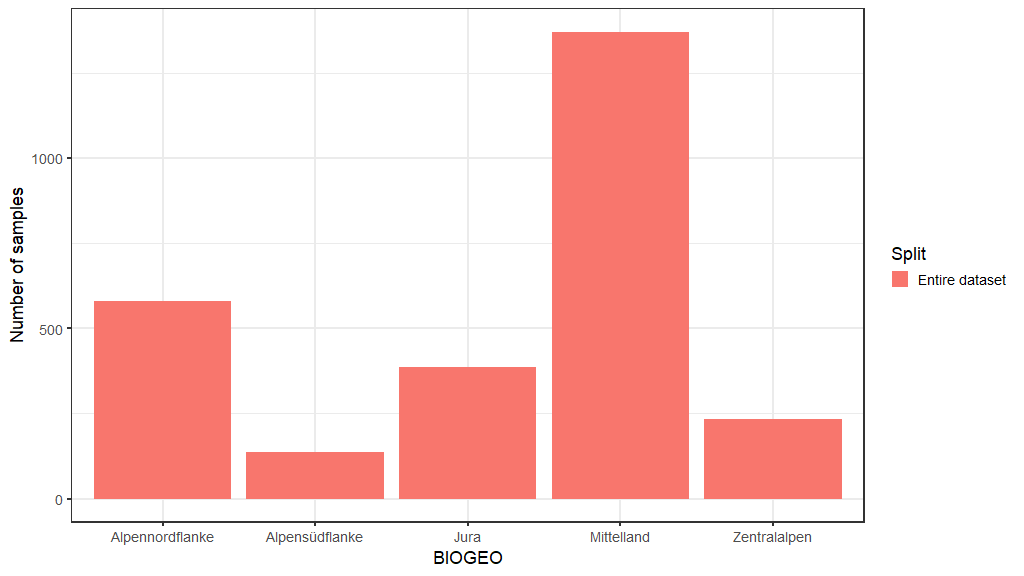 Number of samples
1000
500
0
Alpennordflanke
Alpensüdflanke
Jura
Mittelland
Zentralalpen
BIOGEO
Split
Entire dataset